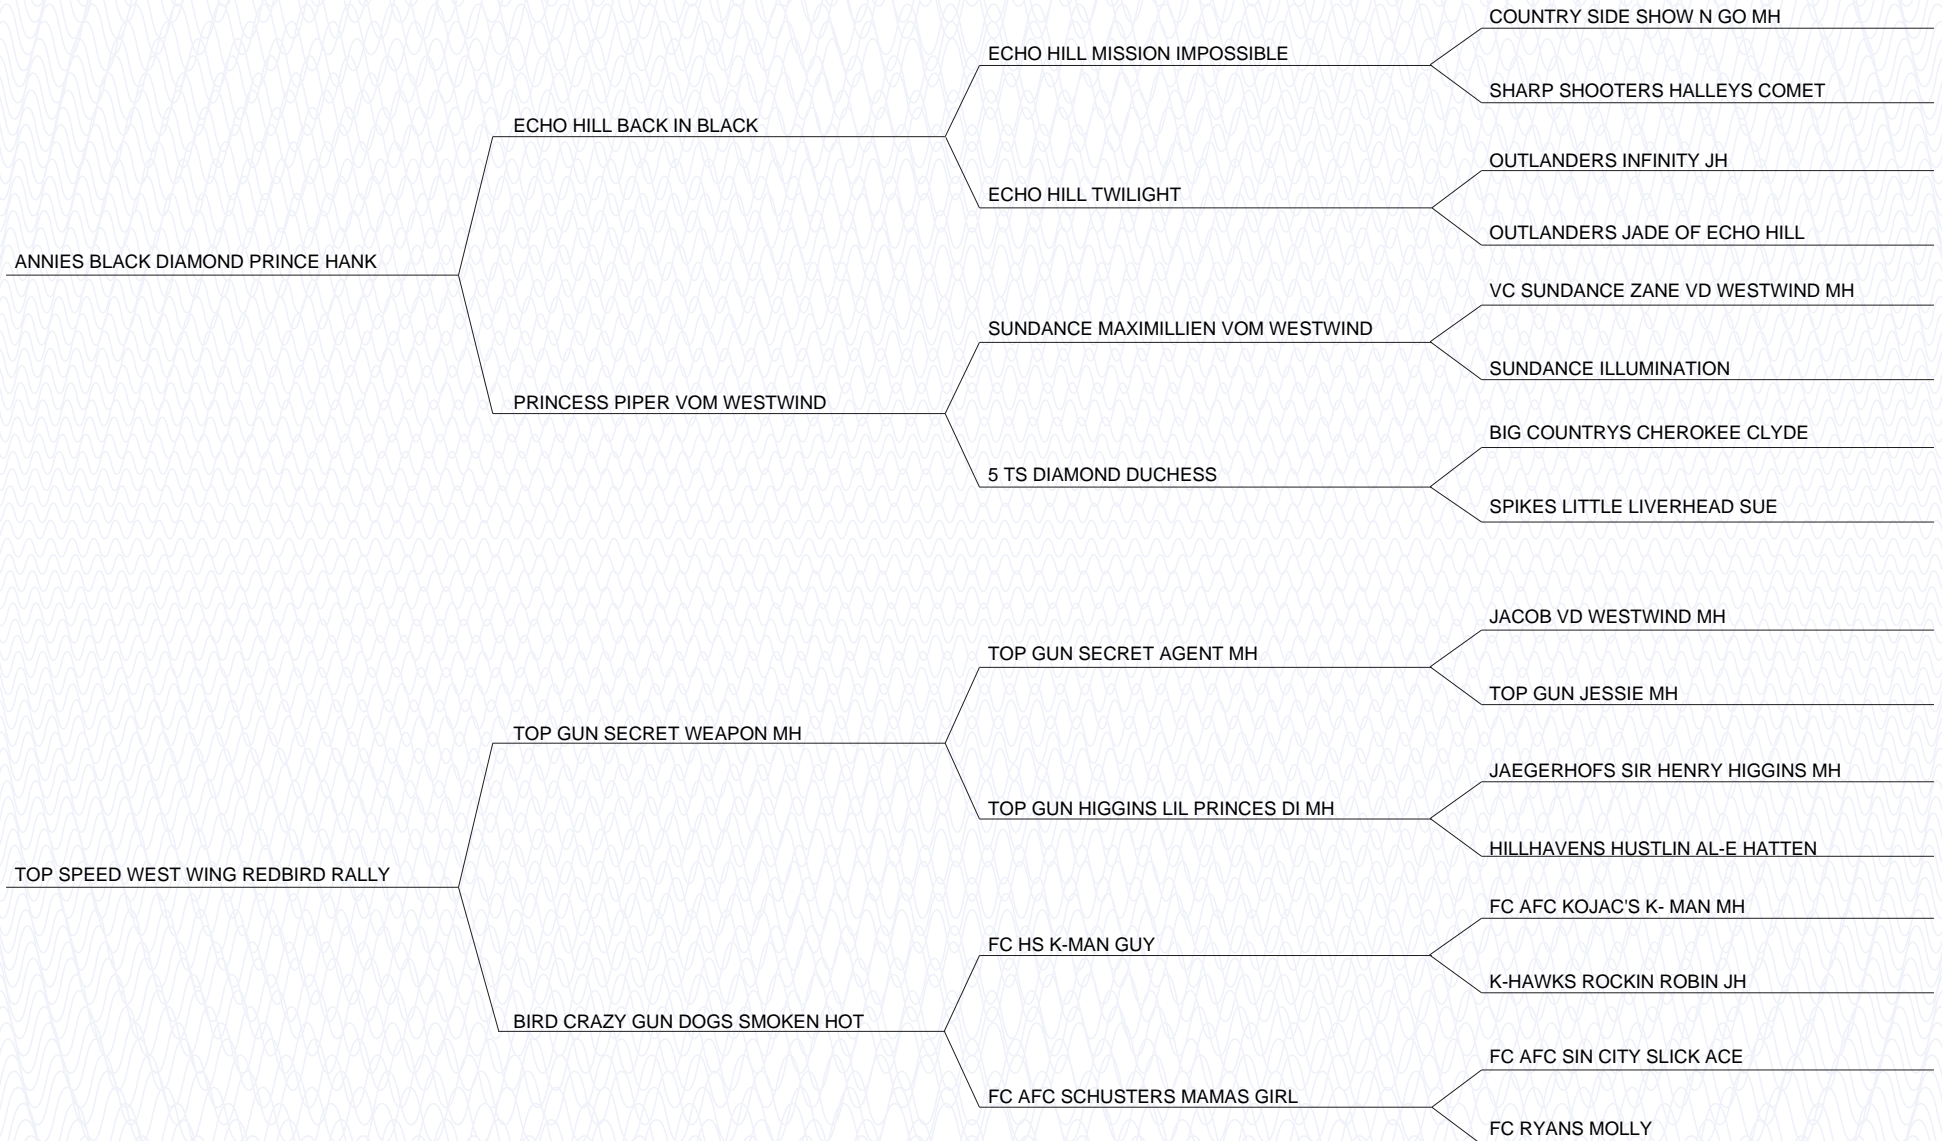 COUNTRY SIDE SHOW N GO MH
ECHO HILL MISSION IMPOSSIBLE
SHARP SHOOTERS HALLEYS COMET
ECHO HILL BACK IN BLACK
OUTLANDERS INFINITY JH
ECHO HILL TWILIGHT
OUTLANDERS JADE OF ECHO HILL
ANNIES BLACK DIAMOND PRINCE HANK
VC SUNDANCE ZANE VD WESTWIND MH
SUNDANCE MAXIMILLIEN VOM WESTWIND
SUNDANCE ILLUMINATION
PRINCESS PIPER VOM WESTWIND
BIG COUNTRYS CHEROKEE CLYDE
5 TS DIAMOND DUCHESS
SPIKES LITTLE LIVERHEAD SUE
JACOB VD WESTWIND MH
TOP GUN SECRET AGENT MH
TOP GUN JESSIE MH
TOP GUN SECRET WEAPON MH
JAEGERHOFS SIR HENRY HIGGINS MH
TOP GUN HIGGINS LIL PRINCES DI MH
HILLHAVENS HUSTLIN AL-E HATTEN
TOP SPEED WEST WING REDBIRD RALLY
FC AFC KOJAC'S K- MAN MH
FC HS K-MAN GUY
K-HAWKS ROCKIN ROBIN JH
BIRD CRAZY GUN DOGS SMOKEN HOT
FC AFC SIN CITY SLICK ACE
FC AFC SCHUSTERS MAMAS GIRL
FC RYANS MOLLY